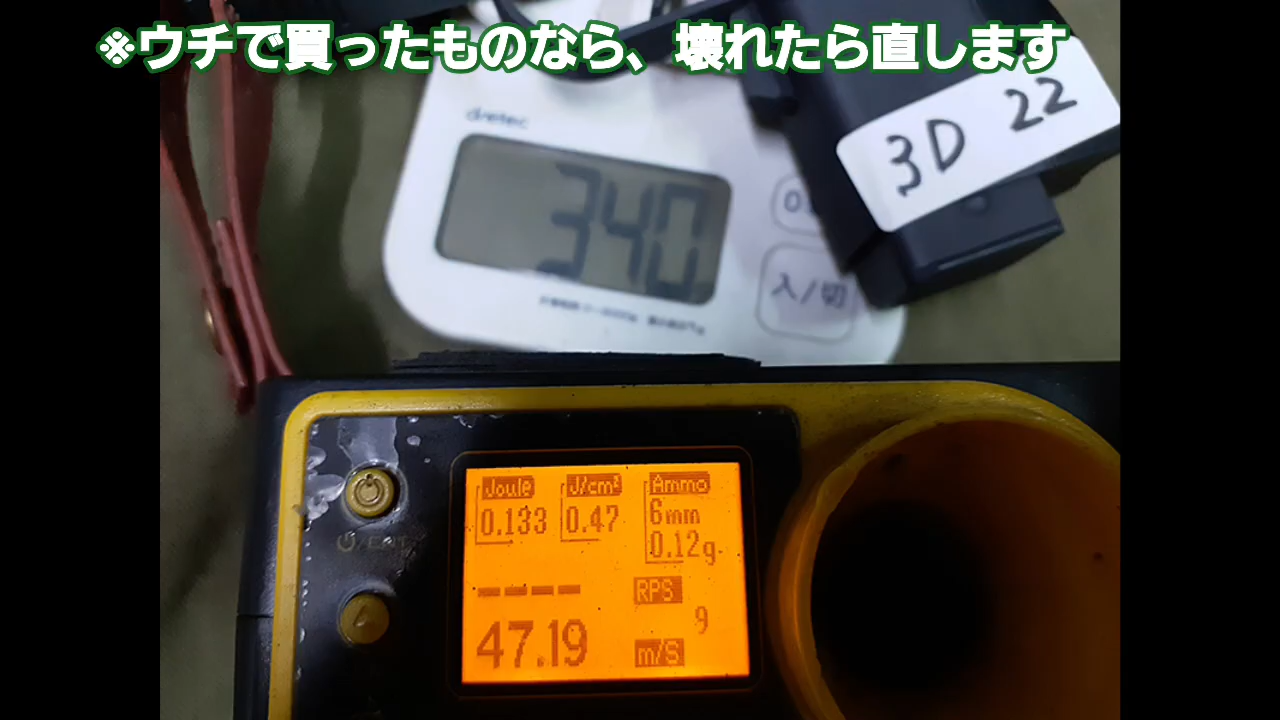 ※ウチで買ったものなら、壊れたら直します
3D 22
dretec
340
入/切
Joule
0.133
J/cm²
0.47
Ammo
6mm
0.12g
----
RPS
9
47.19
m/S